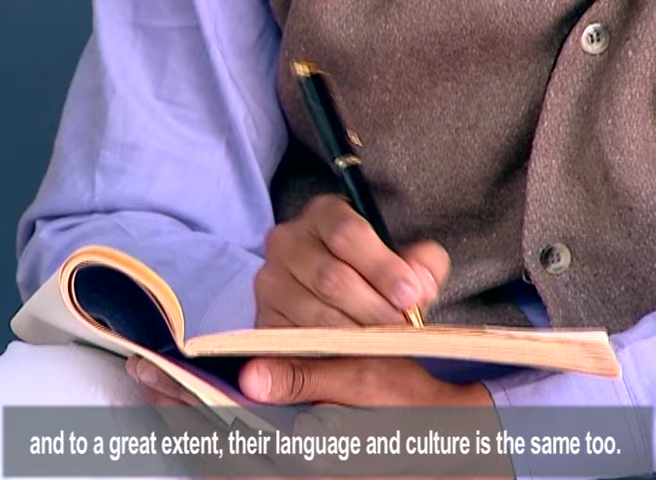 and to a great extent, their language and culture is the same too.